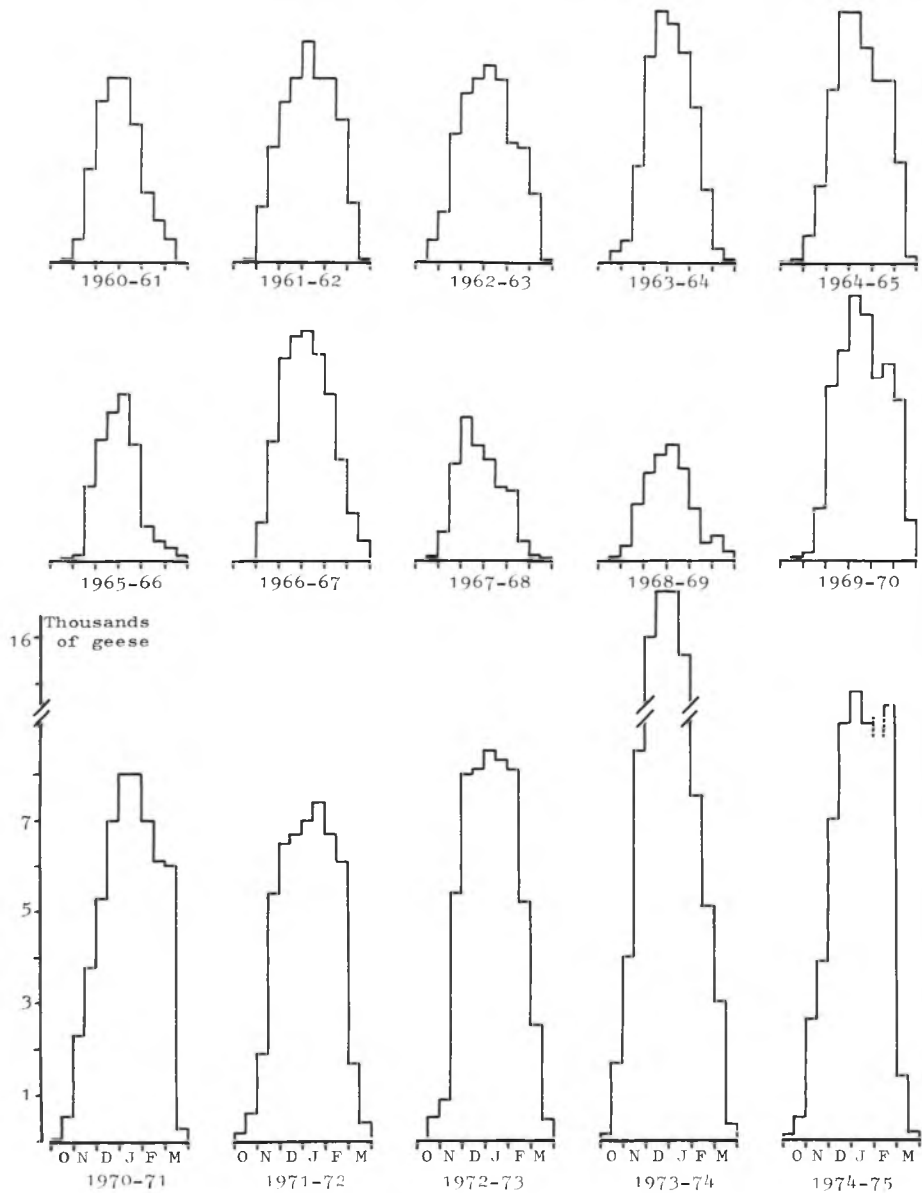 1960-61
1961-62
1962-63
1963-64
1964-65
1965-66
1966-67
1967-68
1968-69
1969-70
Thousands
of geese
16
7
5
3
1
O N D J F M
O N D J F M
O N D J F M
O N D J F M
O N D J F M
1970-71
1971-72
1972-73
1973-74
1974-75